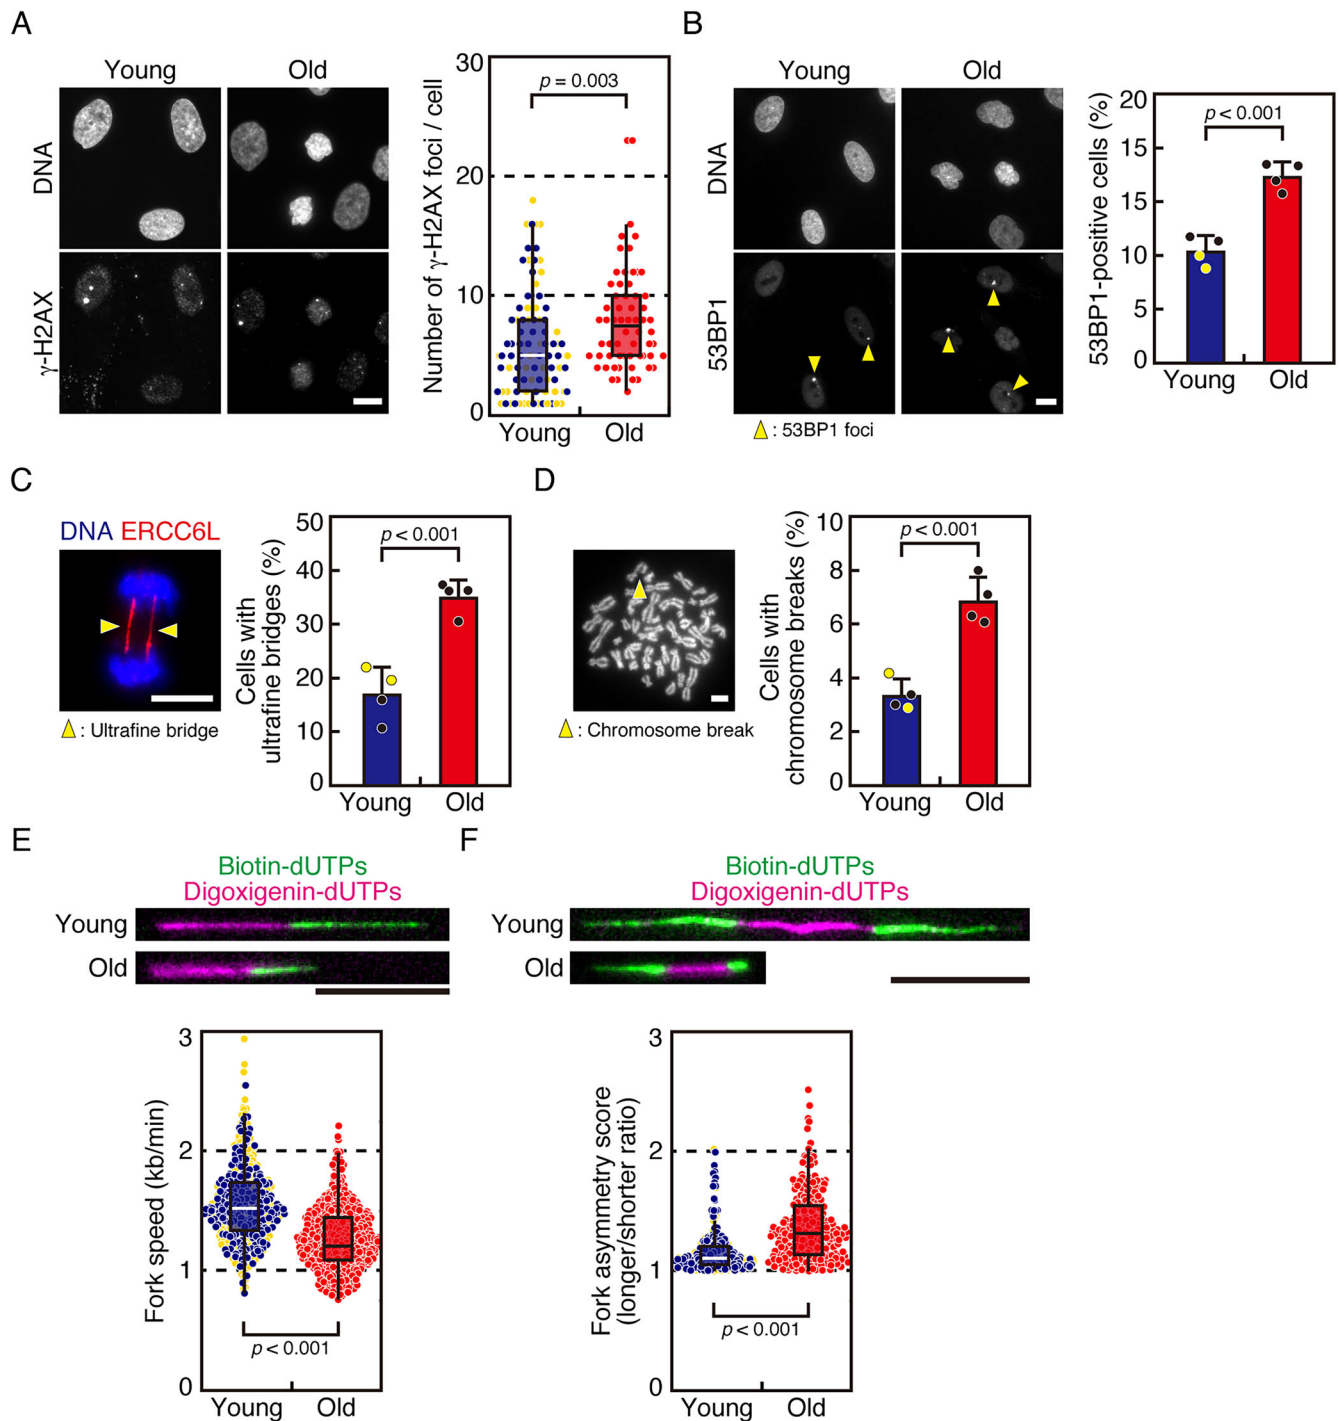 A
Young
Old
DNA
γ-H2AX
Number of γ-H2AX foci / cell
30
20
10
0
p = 0.003
Young
Old
B
Young
Old
DNA
53BP1
: 53BP1 foci
53BP1-positive cells (%)
20
15
15
10
5
0
p < 0.001
Young
Old
C
DNA ERCC6L
: Ultrafine bridge
Cells with
ultrafine bridges (%)
50
40
30
20
10
0
p < 0.001
Young
Old
D
: Chromosome break
Cells with
chromosome breaks (%)
10
8
6
4
2
0
p < 0.001
Young
Old
E
Biotin-dUTPs
Digoxigenin-dUTPs
Young
Old
Fork speed (kb/min)
3
2
1
0
p < 0.001
Young
Old
F
Biotin-dUTPs
Digoxigenin-dUTPs
Young
Old
Fork asymmetry score
(longer/shorter ratio)
3
2
1
0
p < 0.001
Young
Old